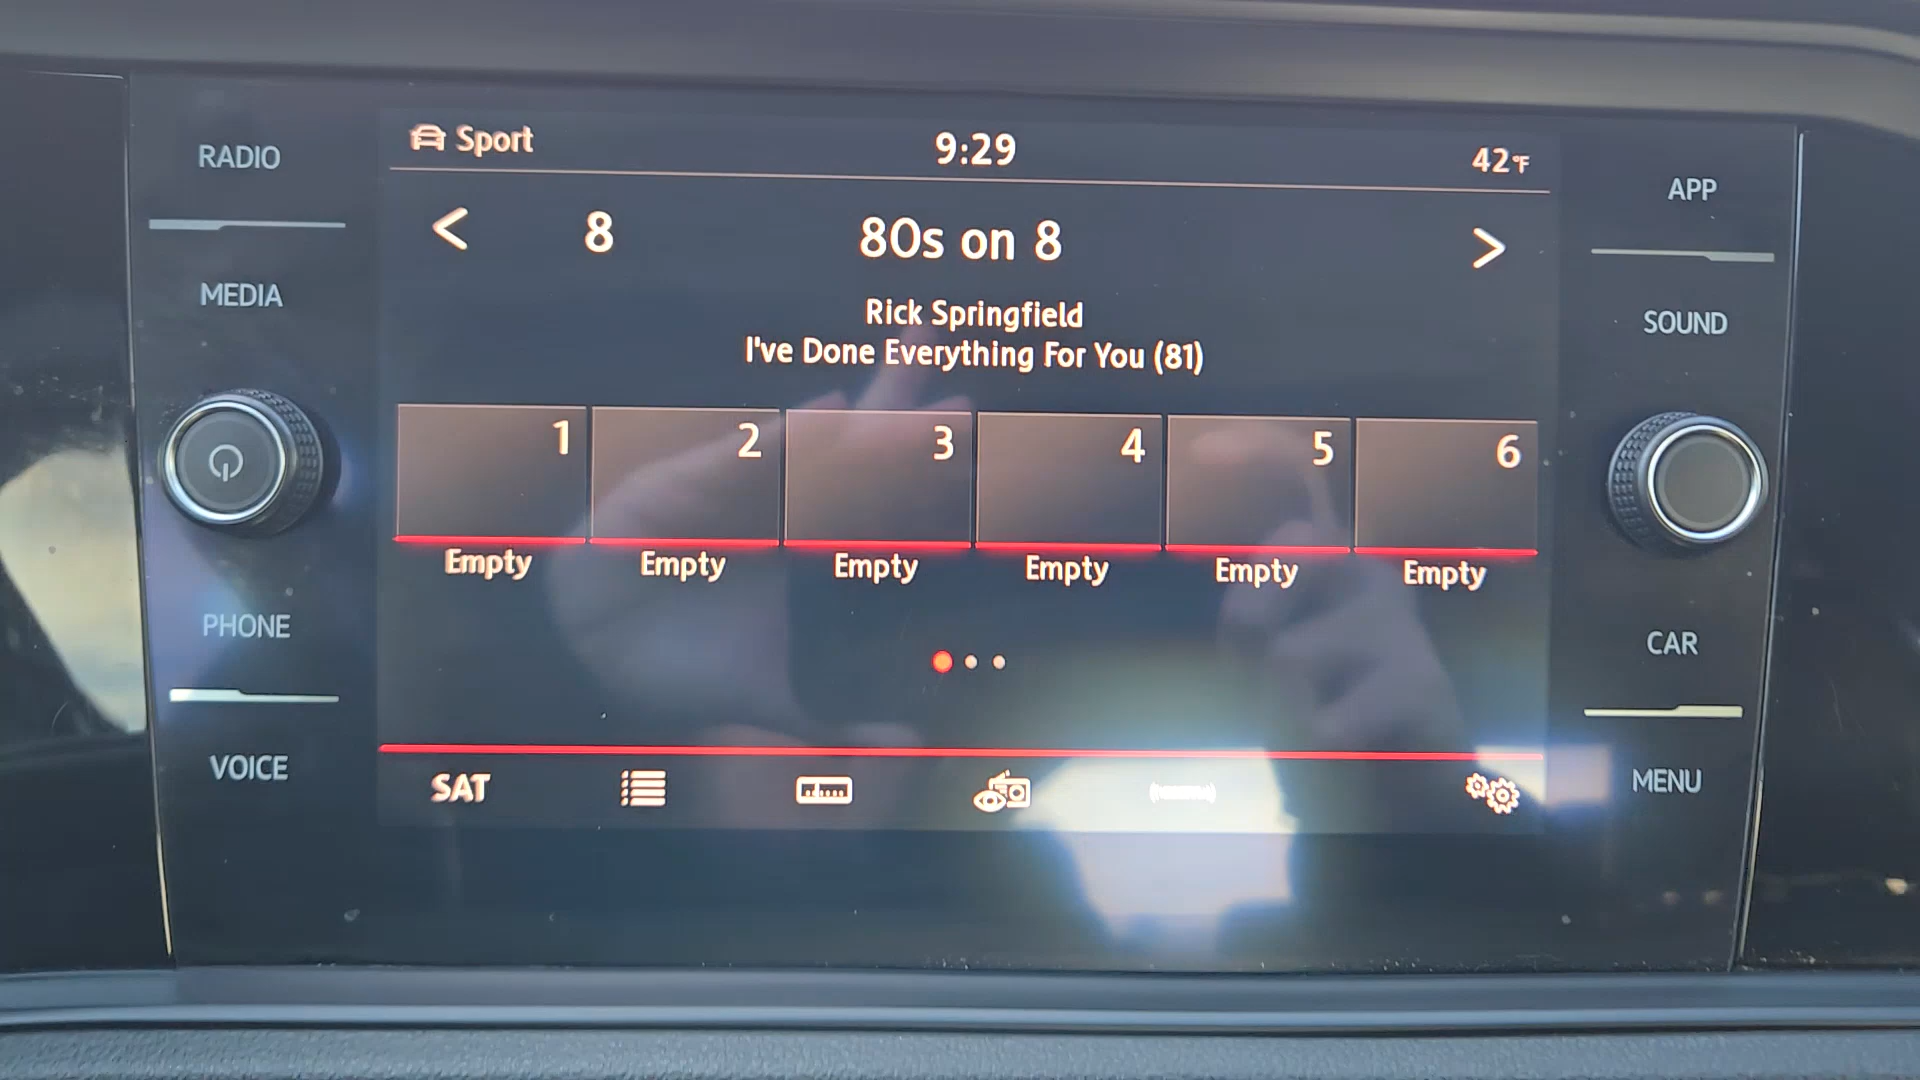 RADIO
MEDIA
PHONE
VOICE
Sport
9:29
42°F
8
80s on 8
Rick Springfield
I've Done Everything For You (81)
1 2 3 4 5 6
Empty Empty Empty Empty Empty Empty
SAT
APP
SOUND
CAR
MENU